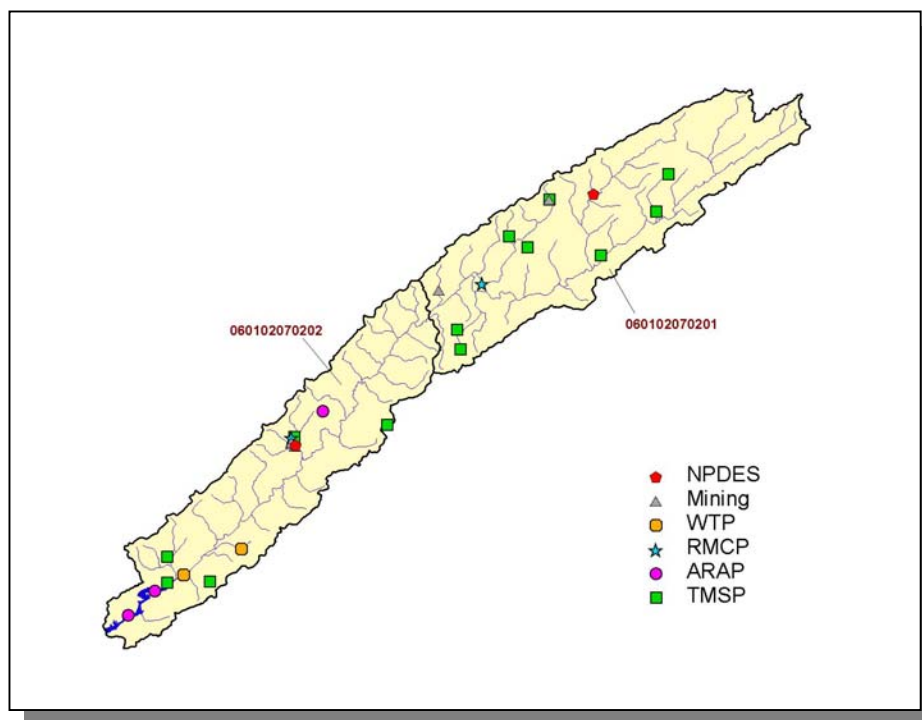 060102070202
060102070201
NPDES
Mining
WTP
RMCP
ARAP
TMSP